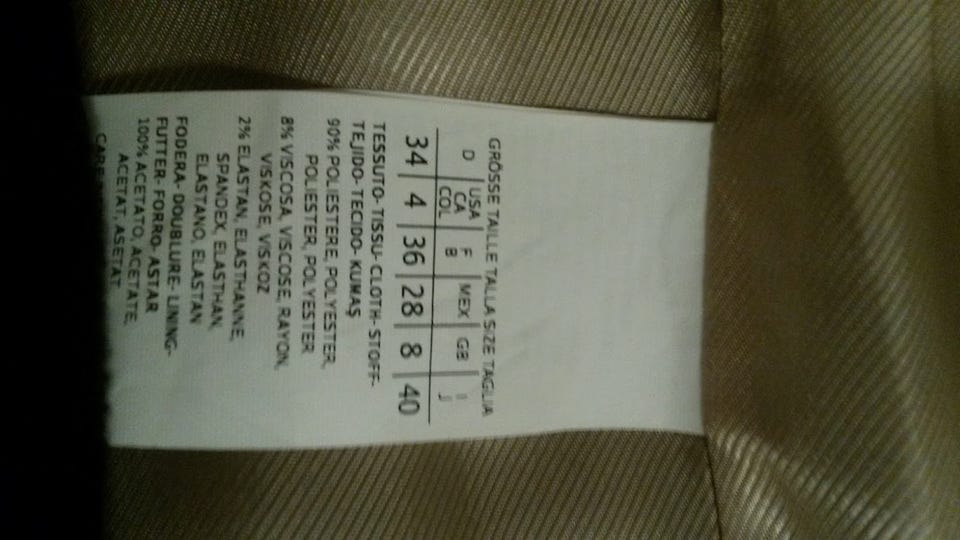 GRÖSSE TAILLE TALLA SIZE TAGLIA
D | USA CA COL | F B | MEX | GB | I
34 | 4 | 36 | 28 | 8 | 40
TESSUTO- TISSU- CLOTH- STOFF-
TEJIDO- TECIDO- KUMAŞ
90% POLIESTERE, POLYESTER,
POLIESTER, POLYESTER
8% VISCOSA, VISCOSE, RAYON,
VISKOSE, VISKOZ
2% ELASTAN, ELASTHANNE,
SPANDEX, ELASTHAN,
ELASTANO, ELASTAN
FODERA- DOUBLURE- LINING-
FUTTER- FORRO- ASTAR
100% ACETATO, ACETATE,
ACETAT, ASETAT